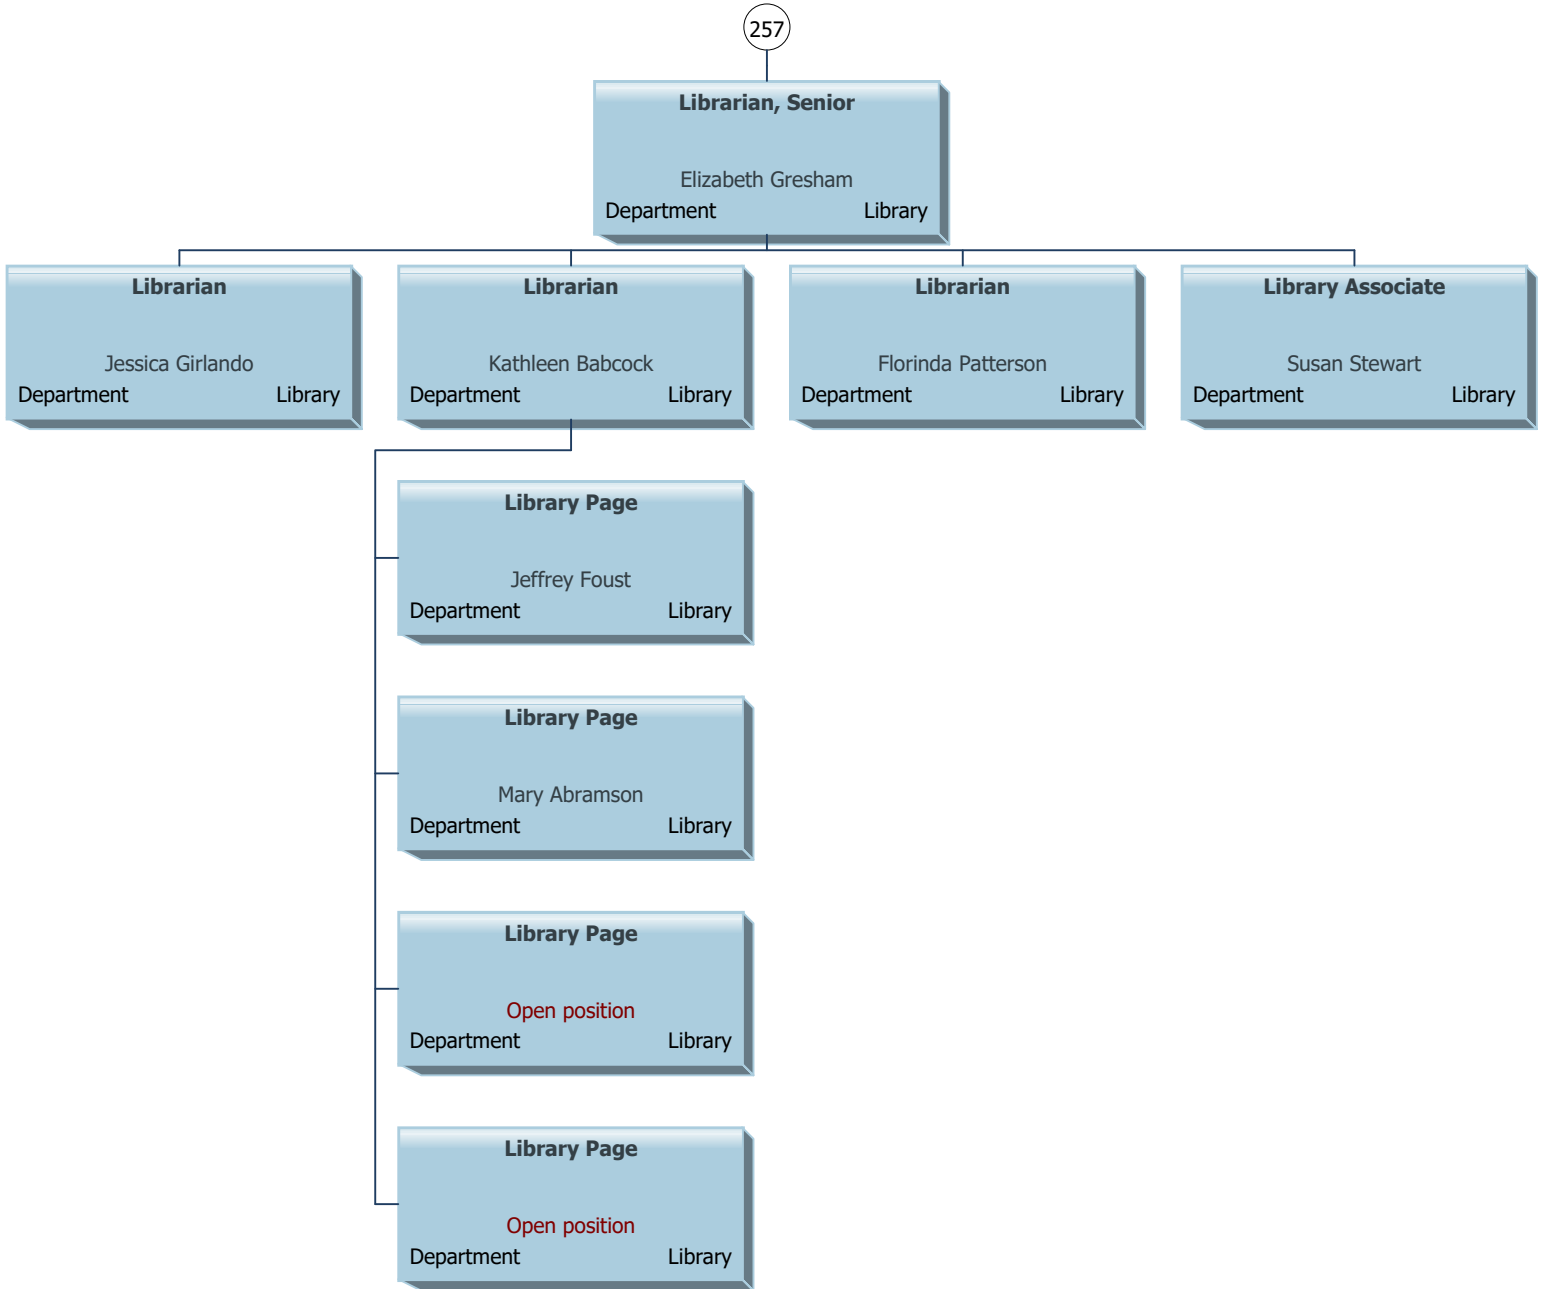 257
Librarian, Senior
Elizabeth Gresham
Department Library
Librarian
Jessica Girlando
Department Library
Librarian
Kathleen Babcock
Department Library
Librarian
Florinda Patterson
Department Library
Library Associate
Susan Stewart
Department Library
Library Page
Jeffrey Foust
Department Library
Library Page
Mary Abramson
Department Library
Library Page
Open position
Department Library
Library Page
Open position
Department Library